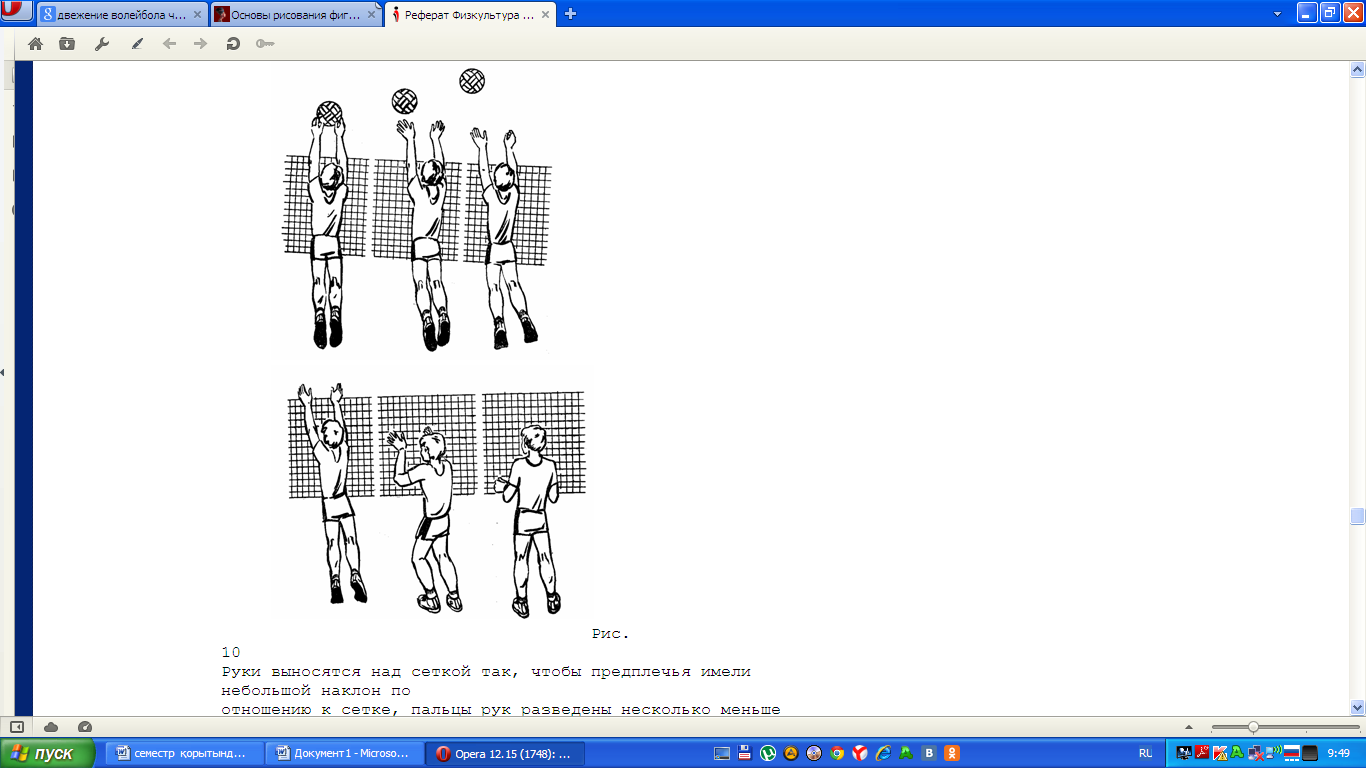 двежение волейбола ч...
Основы рисования фиг...
Реферат Физкультура ...
Рис.
10
Руки выносятся над сеткой так, чтобы предплечья имели
небольшой наклон по
отношению к сетке, пальцы рук разведены несколько меньше
пуск
семестр қорытынд...
Документ1 - Microso...
Opera 12.15 (1748): ...
RU
9:49